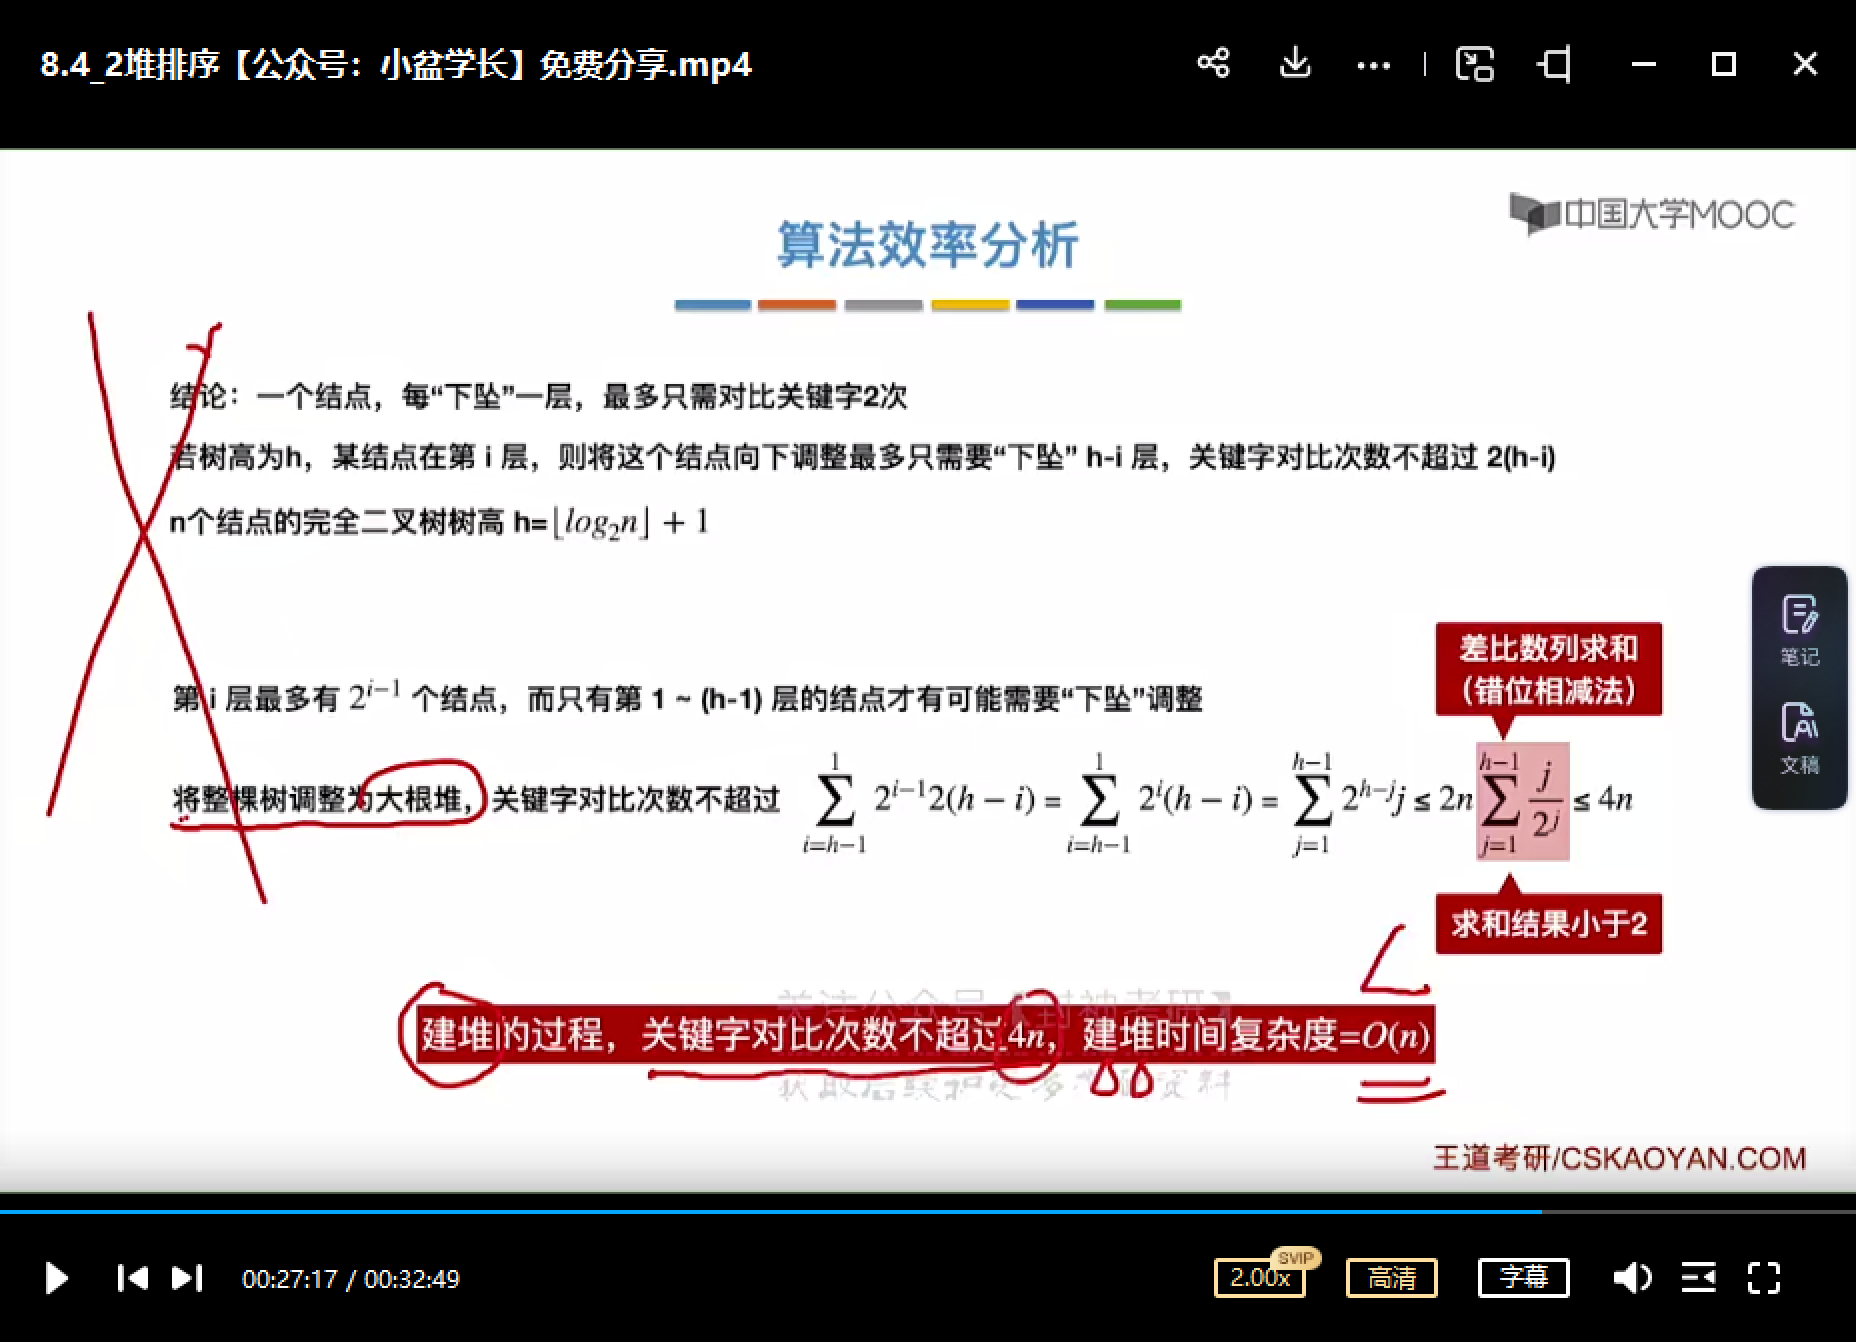 8.4_2堆排序【公众号：小盆学长】免费分享.mp4
中国大学MOOC
算法效率分析
结论：一个结点，每“下坠”一层，最多只需对比关键字2次
若树高为h，某结点在第 i 层，则将这个结点向下调整最多只需要“下坠” h-i 层，关键字对比次数不超过 2(h-i)
n个结点的完全二叉树树高 h=⌊log₂n⌋ + 1
笔记
文稿
差比数列求和
（错位相减法）
第 i 层最多有 2^{i−1} 个结点，而只有第 1 ~ (h-1) 层的结点才有可能需要“下坠”调整
将整棵树调整为大根堆，关键字对比次数不超过 \sum_{i=h−1}^{1} 2^{i−1}2(h − i) = \sum_{i=h−1}^{1} 2^{i}(h − i) = \sum_{j=1}^{h−1} 2^{h−j}j ≤ 2n \sum_{j=1}^{h−1} \frac{j}{2^{j}} ≤ 4n
求和结果小于2
关注公众号【封神考研】
建堆的过程，关键字对比次数不超过4n，建堆时间复杂度=O(n)
王道考研/CSKAOYAN.COM
00:27:17 / 00:32:49
SVIP
2.00x
高清
字幕